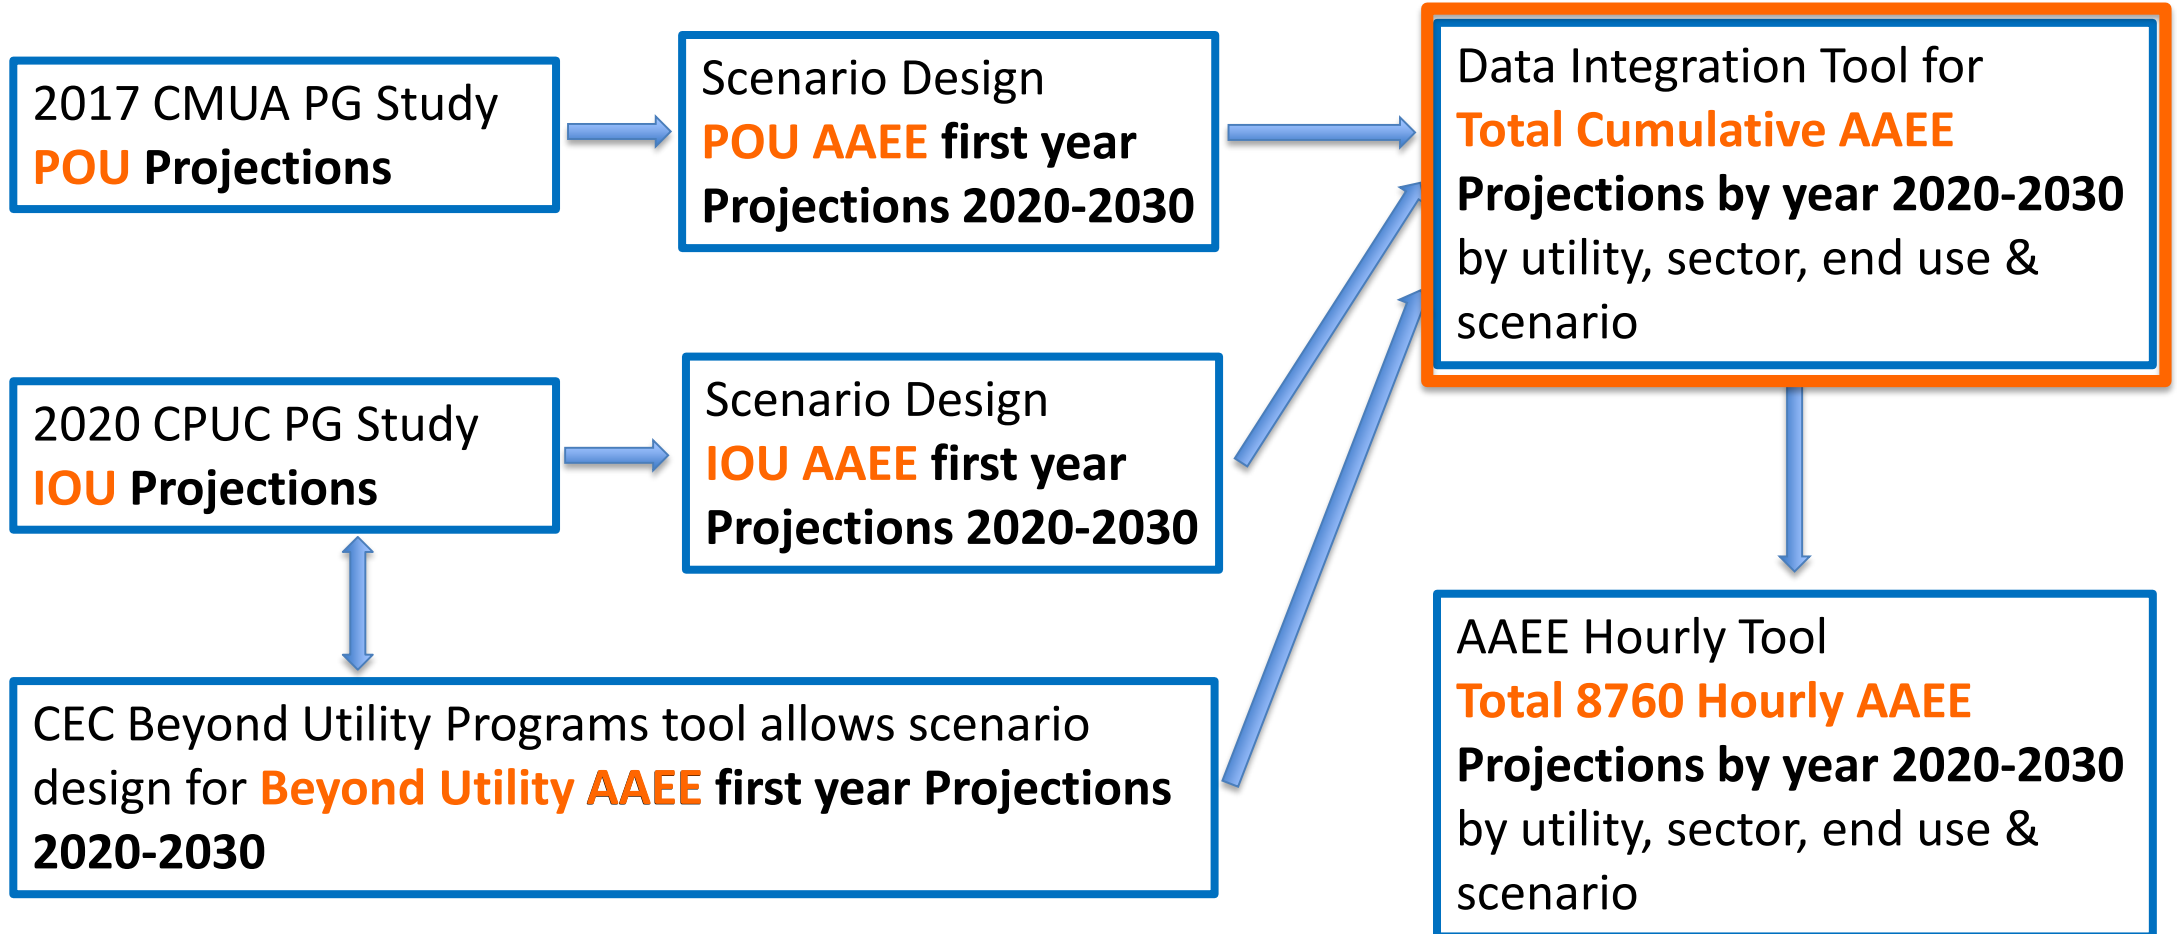 2017 CMUA PG Study
POU Projections
Scenario Design
POU AAEE first year
Projections 2020-2030
Data Integration Tool for
Total Cumulative AAEE
Projections by year 2020-2030
by utility, sector, end use &
scenario
2020 CPUC PG Study
IOU Projections
Scenario Design
IOU AAEE first year
Projections 2020-2030
CEC Beyond Utility Programs tool allows scenario
design for Beyond Utility AAEE first year Projections
2020-2030
AAEE Hourly Tool
Total 8760 Hourly AAEE
Projections by year 2020-2030
by utility, sector, end use &
scenario